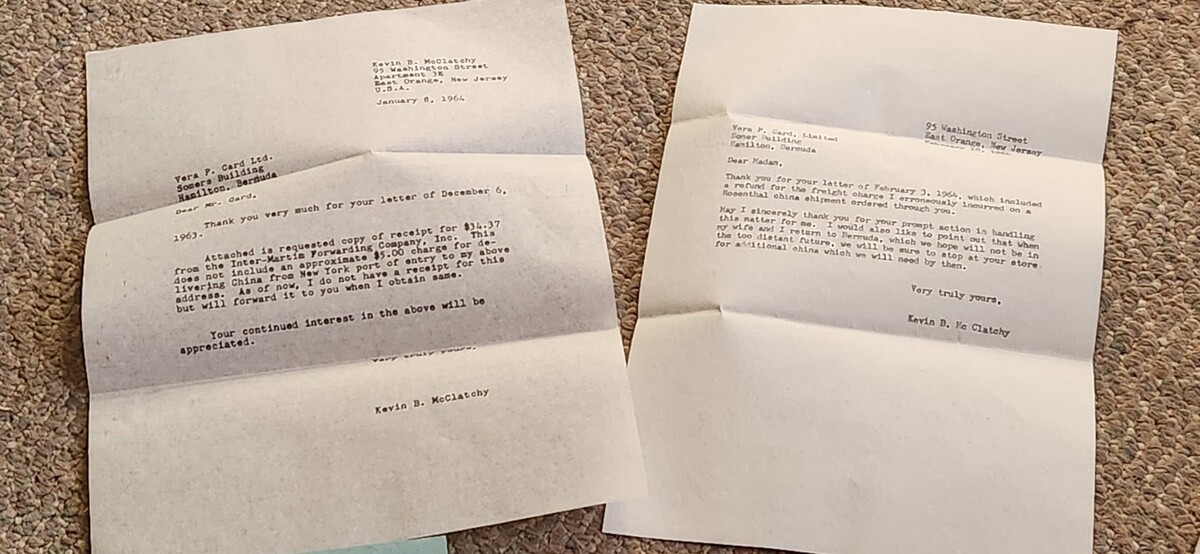 Kevin B. McClatchy
95 Washington Street
Apartment 3E
East Orange, New Jersey
U.S.A.
January 8, 1964
Vera P. Card Ltd.
Somers Building
Hamilton, Bermuda
Dear Mr. Card,
Thank you very much for your letter of December 6,
1963.
Attached is requested copy of receipt for $34.37
from the Inter-Martim Forwarding Company, Inc. This
does not include an approximate $5.00 charge for de-
livering China from New York port of entry to my above
address. As of now, I do not have a receipt for this
but will forward it to you when I obtain same.
Your continued interest in the above will be
appreciated.
Very truly yours,
Kevin B. McClatchy
95 Washington Street
East Orange, New Jersey
Vera P. Card, Limited
Somer Building
Hamilton, Bermuda
Dear Madam,
Thank you for your letter of February 3, 1964, which included
a refund for the freight charge I erroneously incurred on a
Rosenthal china shipment ordered through you.
May I sincerely thank you for your prompt action in handling
this matter for me. I would also like to point out that when
my wife and I return to Bermuda, which we hope will not be in
the too distant future, we will be sure to stop at your store
for additional china which we will need by then.
Very truly yours,
Kevin B. Mc Clatchy